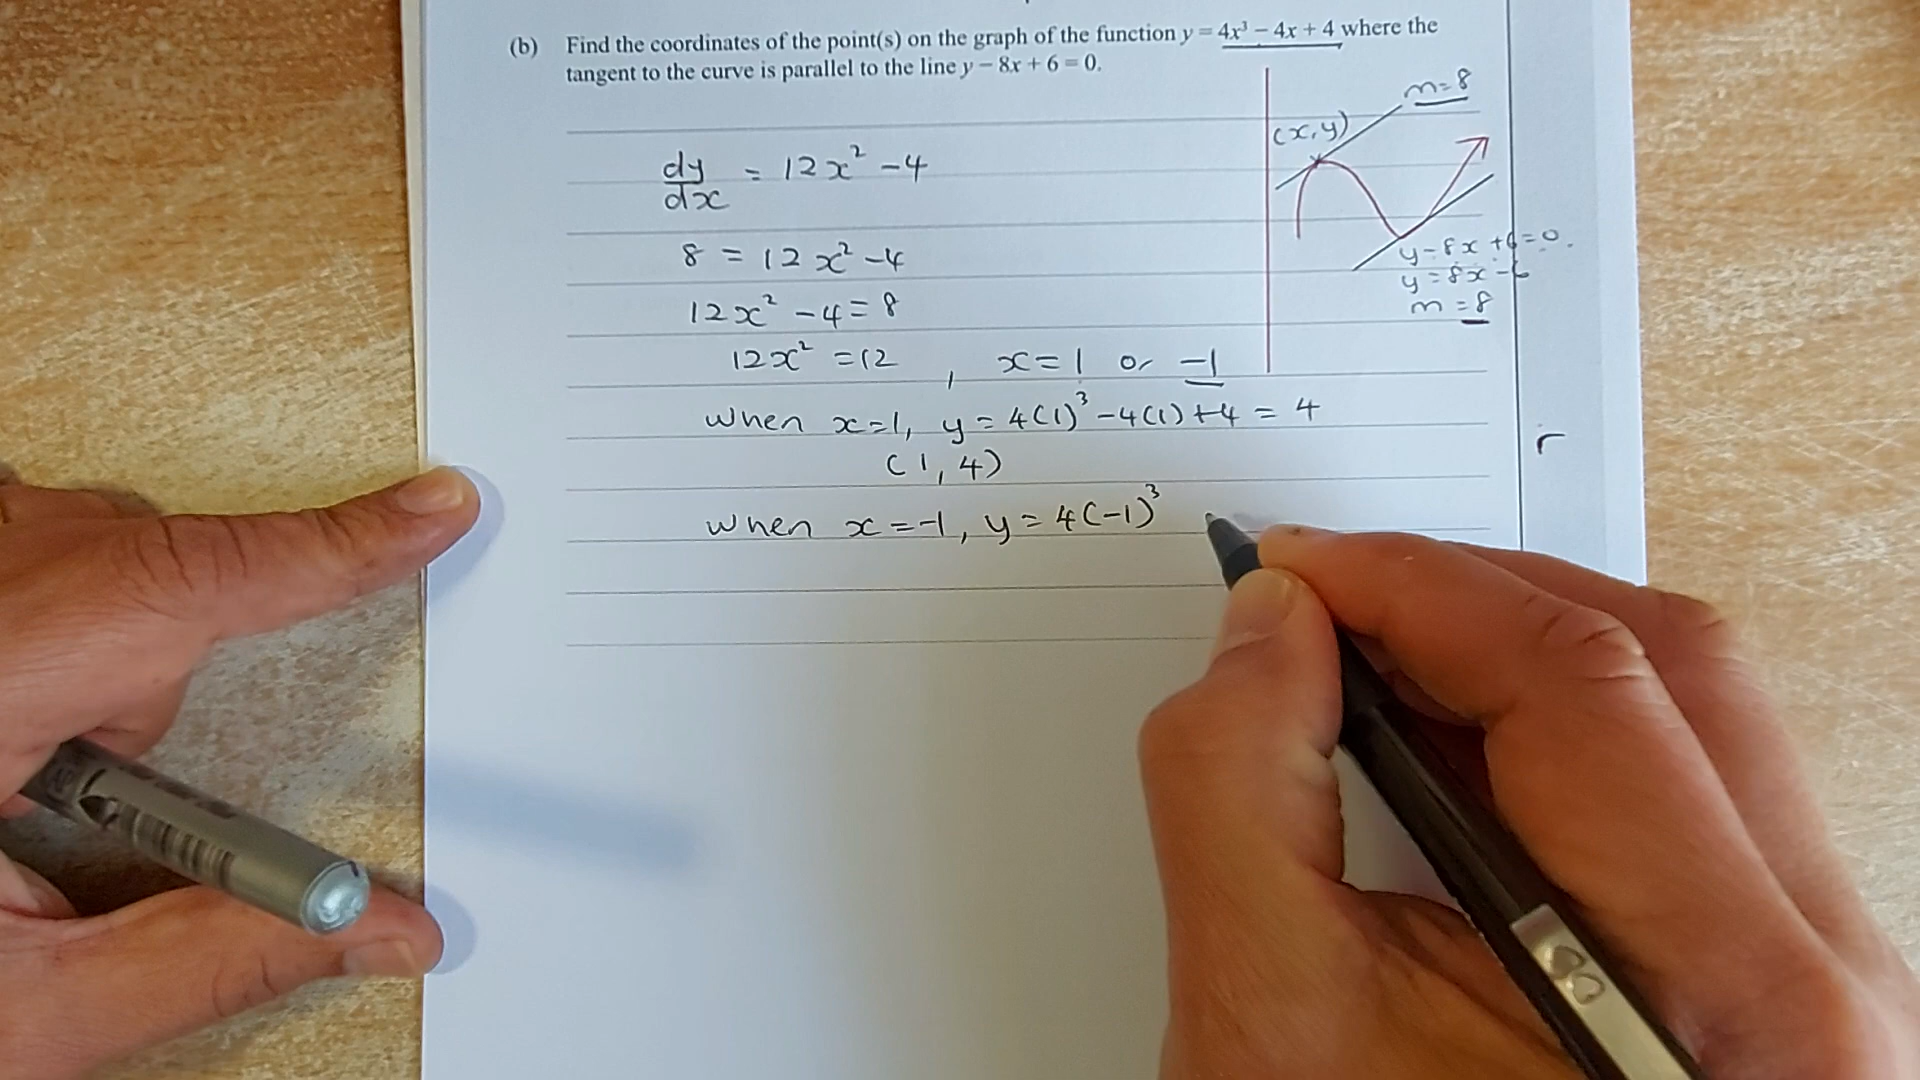 (b) Find the coordinates of the point(s) on the graph of the function y = 4x³ – 4x + 4 where the
tangent to the curve is parallel to the line y – 8x + 6 = 0.
m=8
(x,y)
dy/dx = 12x² -4
8 = 12x² -4
y-8x+6=0.
y=8x-6
12x² -4 = 8
m=8
12x² =12 , x=1 or -1
when x=1, y = 4(1)³ -4(1) +4 = 4
(1,4)
r
when x=-1, y = 4(-1)³